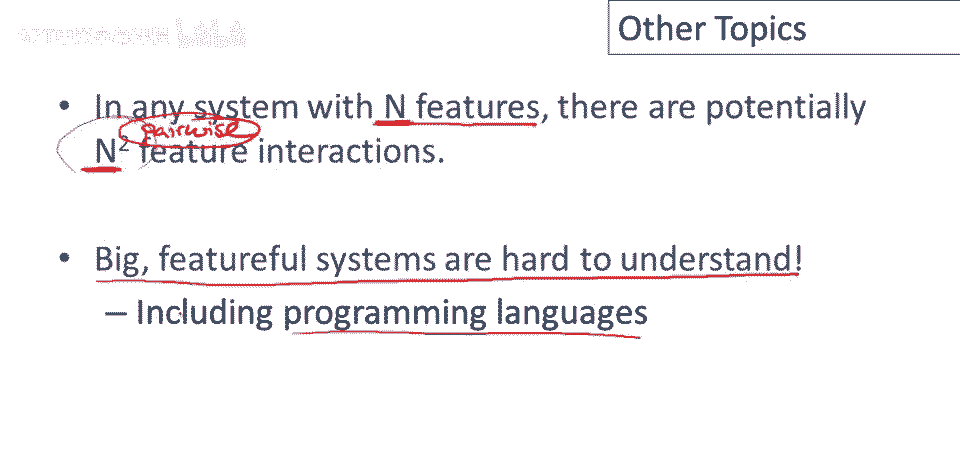 Other Topics
• In any system with N features, there are potentially
pairwise
N² feature interactions.
• Big, featureful systems are hard to understand!
– Including programming languages